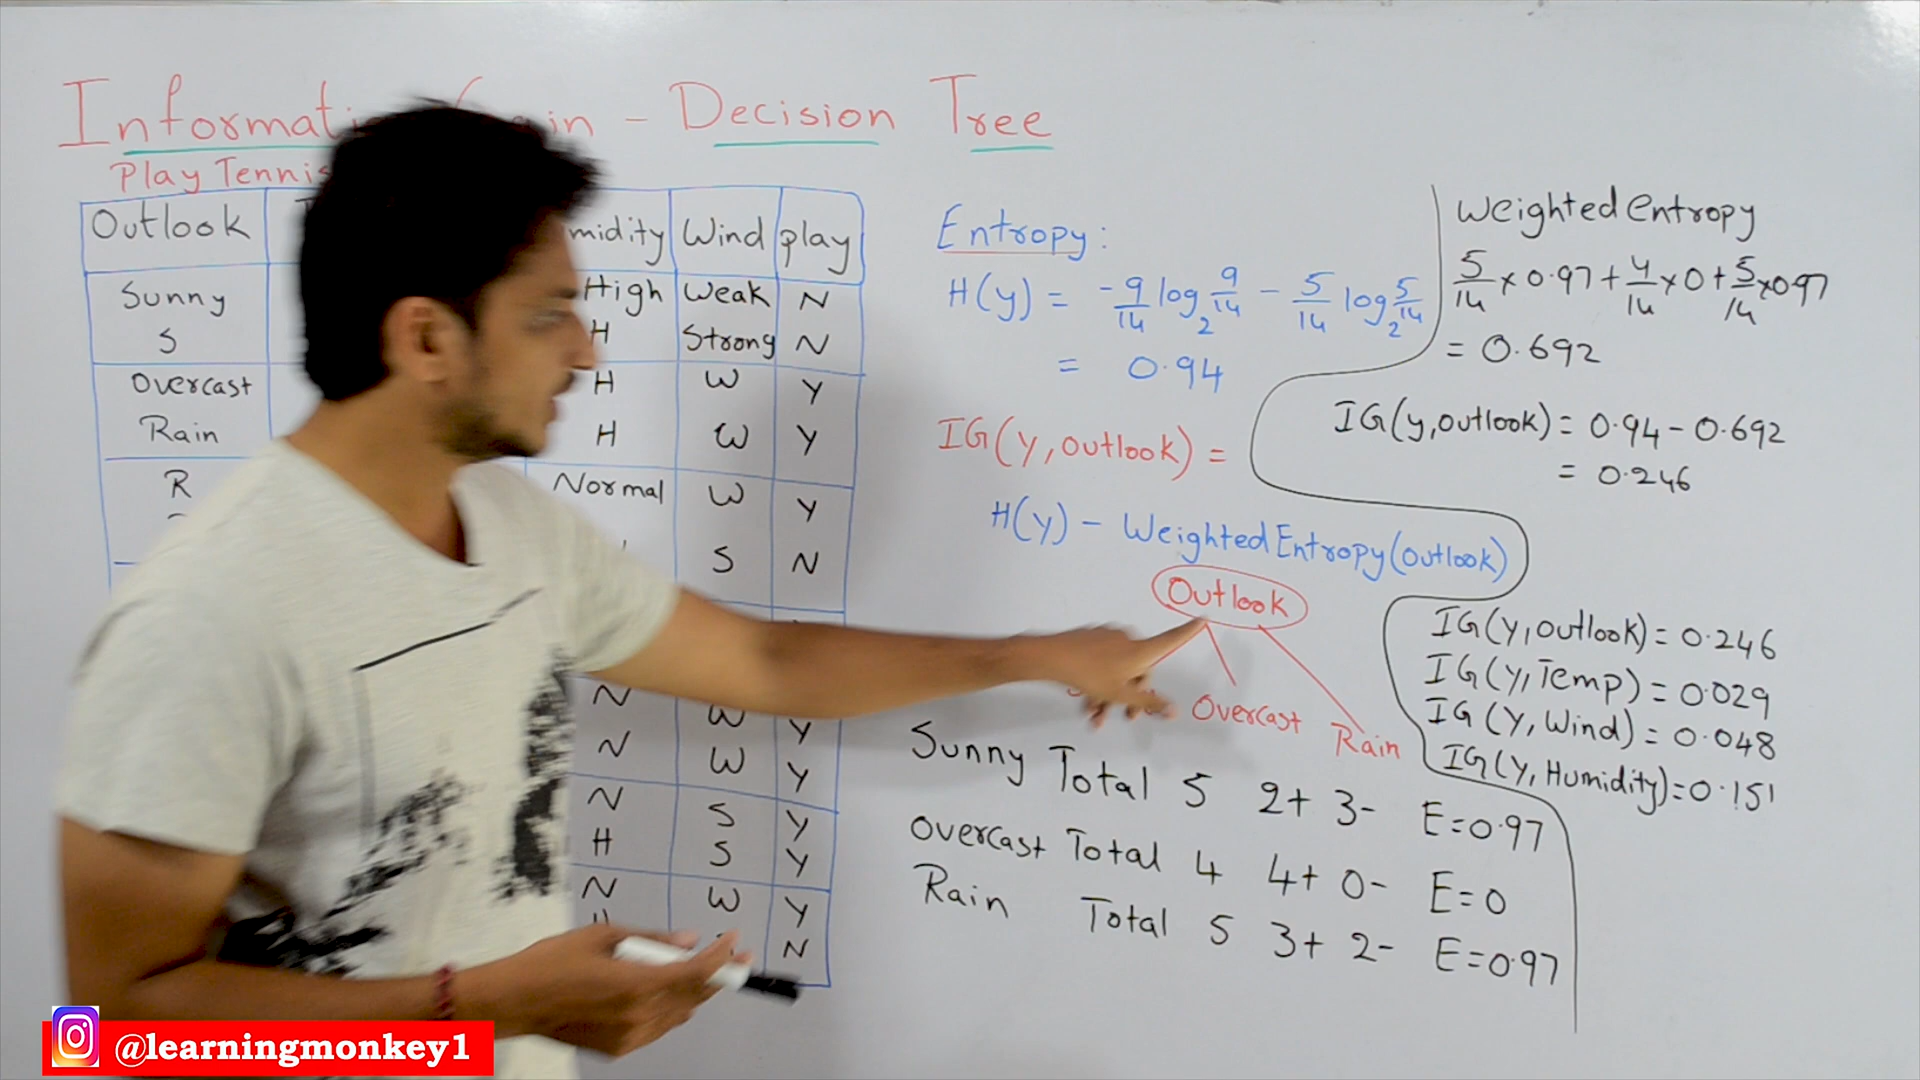 Information Gain - Decision Tree
Play Tennis
Outlook midity Wind play
Sunny High Weak N
S H Strong N
Overcast H W Y
Rain H W Y
R Normal W Y
S N
N W Y
N W Y
N S Y
H S Y
N W Y
N
Entropy:
H(y) = -9/14 log2 9/14 - 5/14 log2 5/14
= 0.94
IG(y,outlook) =
H(y) - WeightedEntropy(outlook)
Outlook
Overcast Rain
Sunny Total 5 2+ 3- E=0.97
Overcast Total 4 4+ 0- E=0
Rain Total 5 3+ 2- E=0.97
Weighted Entropy
5/14 x 0.97 + 4/14 x 0 + 5/14 x 0.97
= 0.692
IG(y,outlook) = 0.94 - 0.692
= 0.246
IG(y,outlook) = 0.246
IG(y,Temp) = 0.029
IG(y,Wind) = 0.048
IG(y,Humidity)=0.151
@learningmonkey1